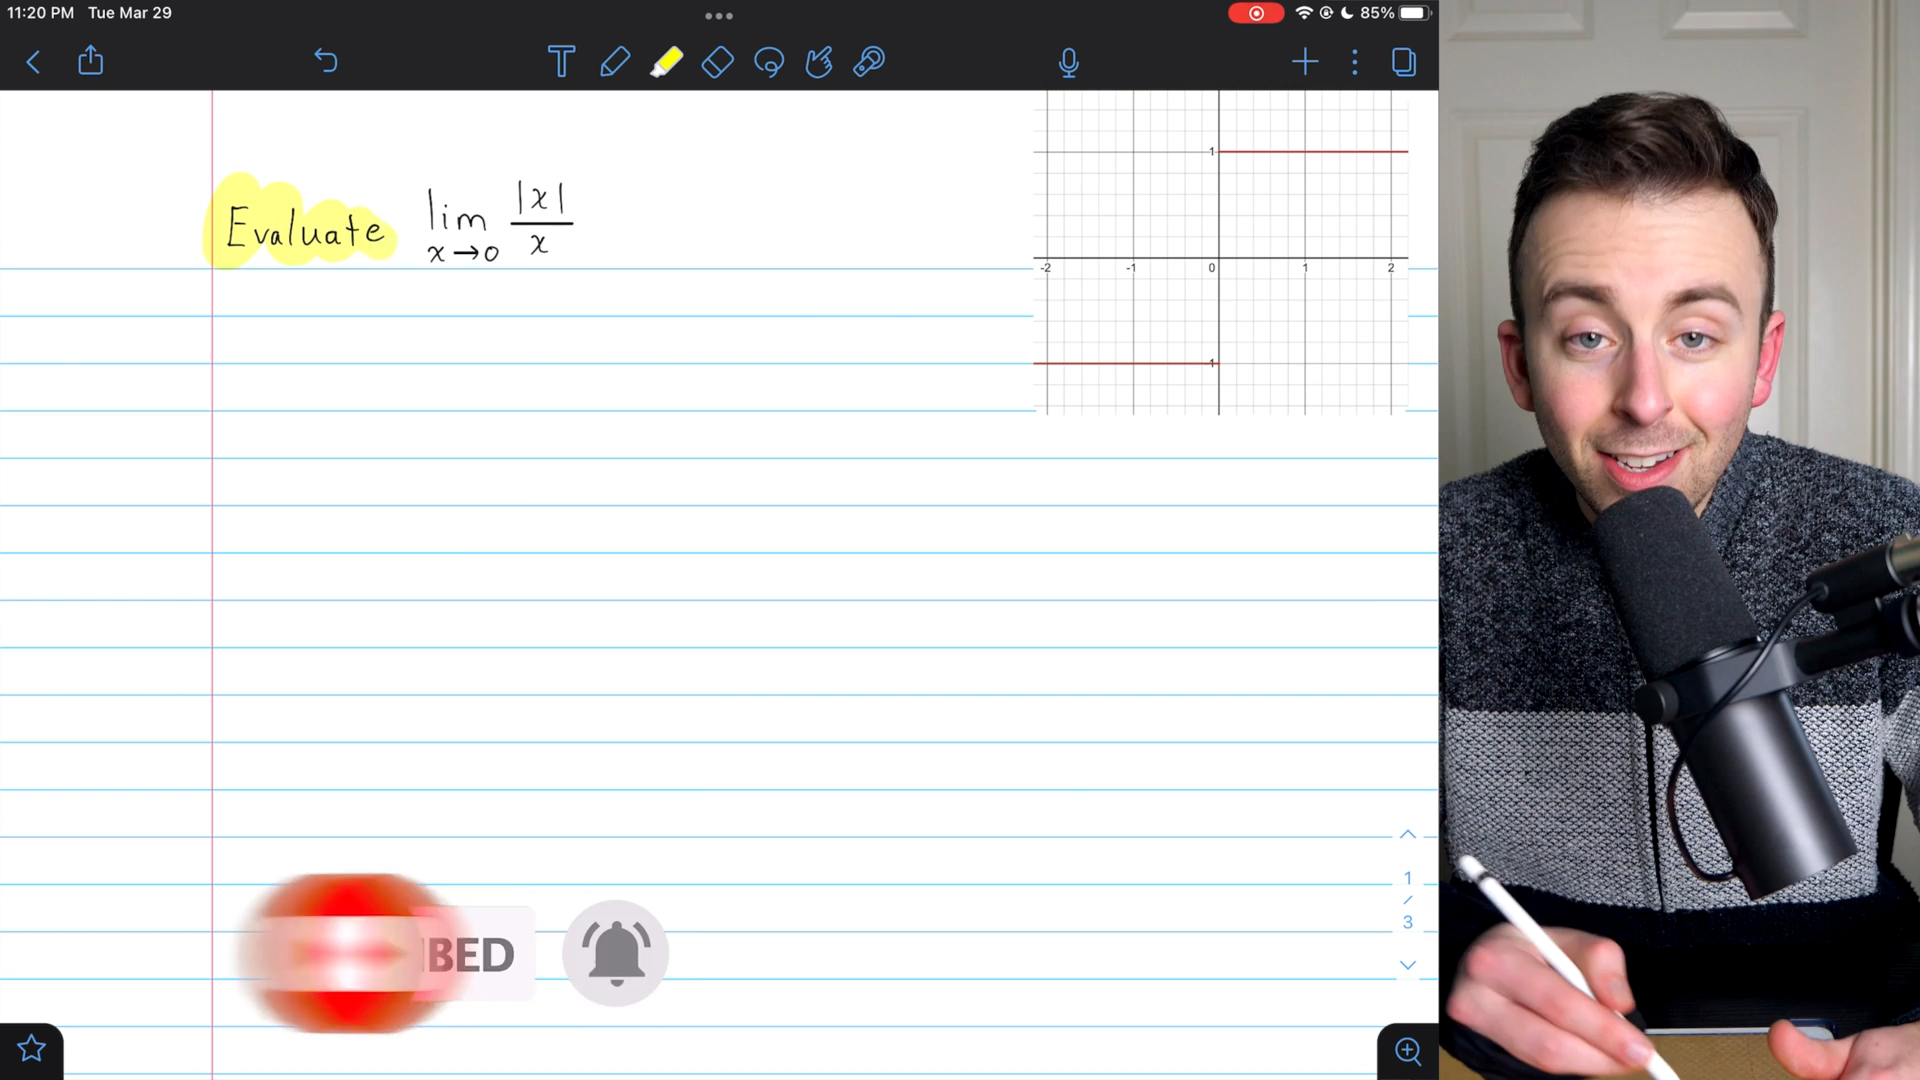 11:20 PM Tue Mar 29
85%
T
Evaluate lim x→0 |x|/x
1
-2 -1 0 1 2
1
1
/
3
BED